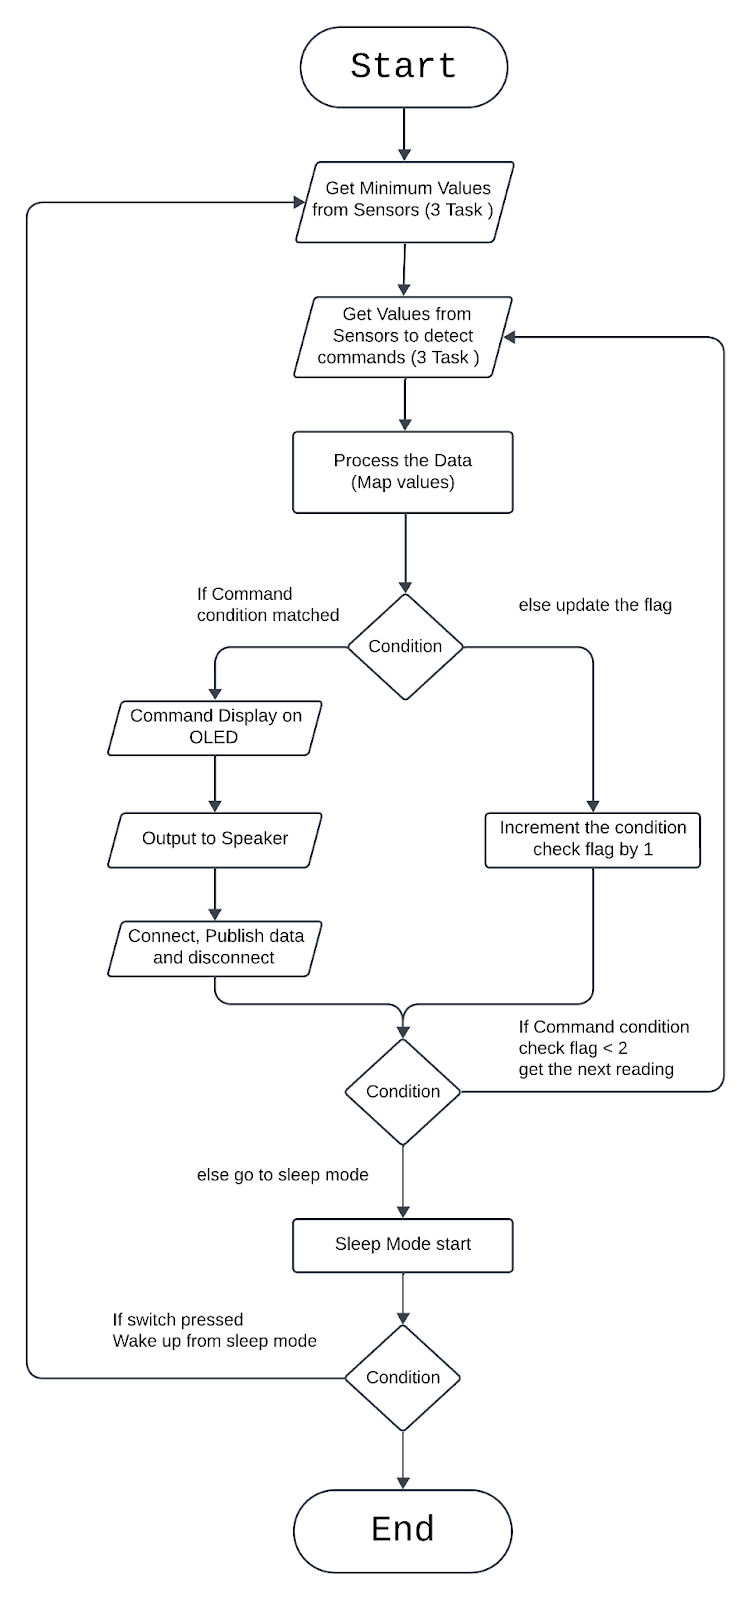 Start
Get Minimum Values
from Sensors (3 Task )
Get Values from
Sensors to detect
commands (3 Task )
Process the Data
(Map values)
If Command
condition matched
else update the flag
Condition
Command Display on
OLED
Output to Speaker
Increment the condition
check flag by 1
Connect, Publish data
and disconnect
If Command condition
check flag < 2
get the next reading
Condition
else go to sleep mode
Sleep Mode start
If switch pressed
Wake up from sleep mode
Condition
End